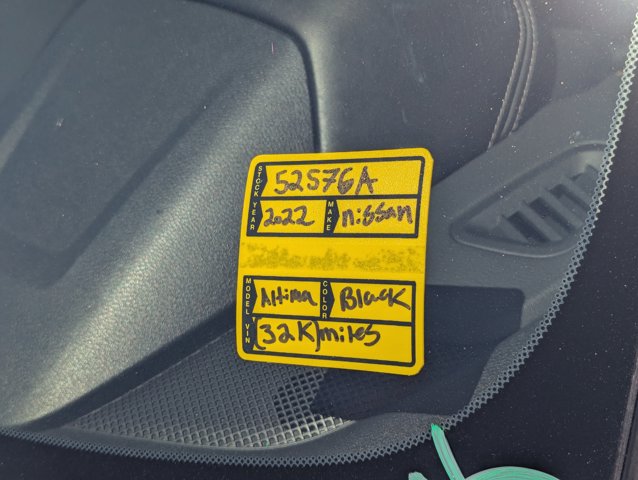 STOCK 52576A
YEAR 2022 MAKE nissan
MODEL Altima COLOR Black
VIN (32K) miles